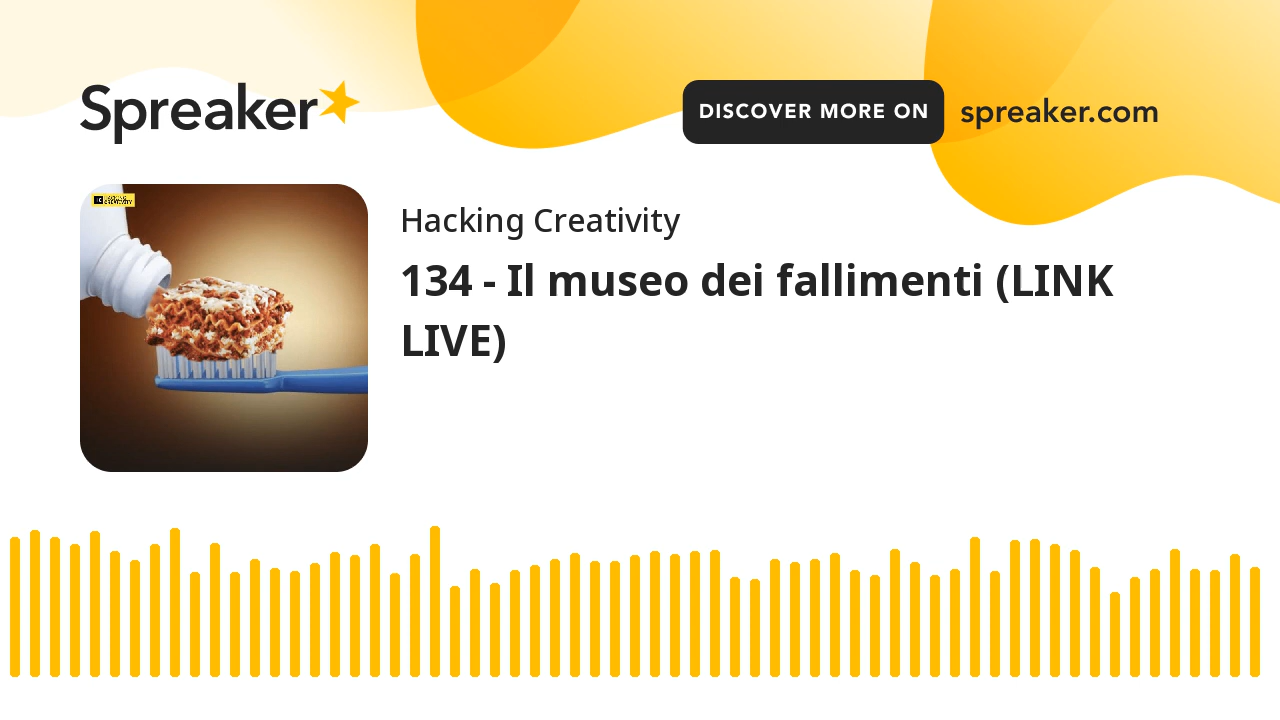 Spreaker
DISCOVER MORE ON
spreaker.com
Hacking Creativity
134 - Il museo dei fallimenti (LINK
LIVE)